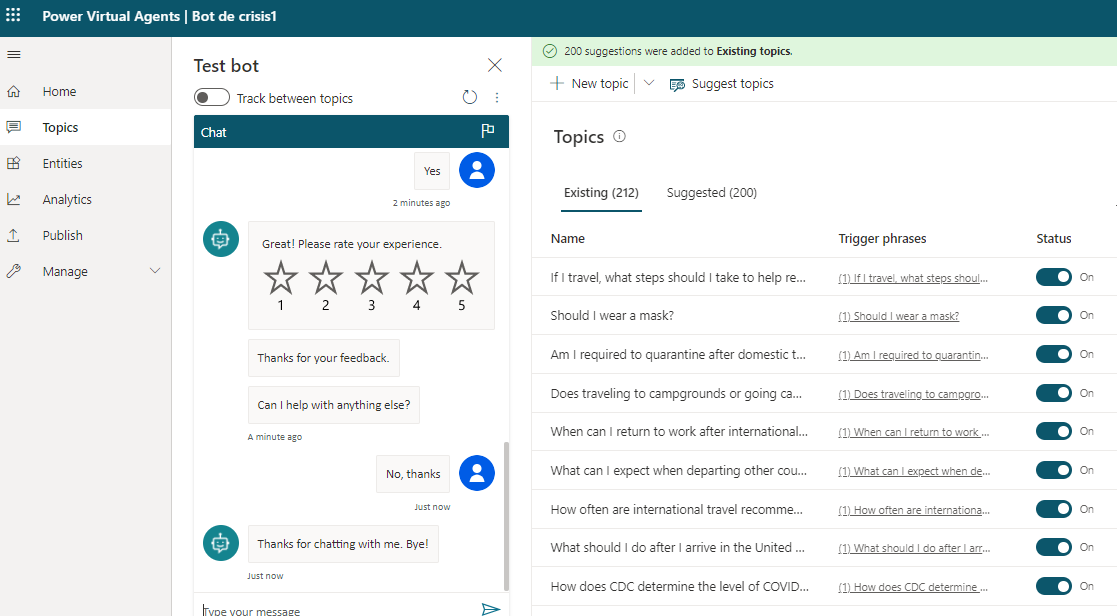 Power Virtual Agents | Bot de crisis1
Home
Topics
Entities
Analytics
Publish
Manage
Test bot
Track between topics
Chat
Yes
2 minutes ago
Great! Please rate your experience.
1 2 3 4 5
Thanks for your feedback.
Can I help with anything else?
A minute ago
No, thanks
Just now
Thanks for chatting with me. Bye!
Just now
Type your message
200 suggestions were added to Existing topics.
New topic
Suggest topics
Topics
Existing (212) Suggested (200)
Name Trigger phrases Status
If I travel, what steps should I take to help re... (1) If I travel, what steps shoul... On
Should I wear a mask? (1) Should I wear a mask? On
Am I required to quarantine after domestic t... (1) Am I required to quarantin... On
Does traveling to campgrounds or going ca... (1) Does traveling to campgro... On
When can I return to work after international... (1) When can I return to work ... On
What can I expect when departing other cou... (1) What can I expect when de... On
How often are international travel recomme... (1) How often are internationa... On
What should I do after I arrive in the United ... (1) What should I do after I arr... On
How does CDC determine the level of COVID... (1) How does CDC determine ... On